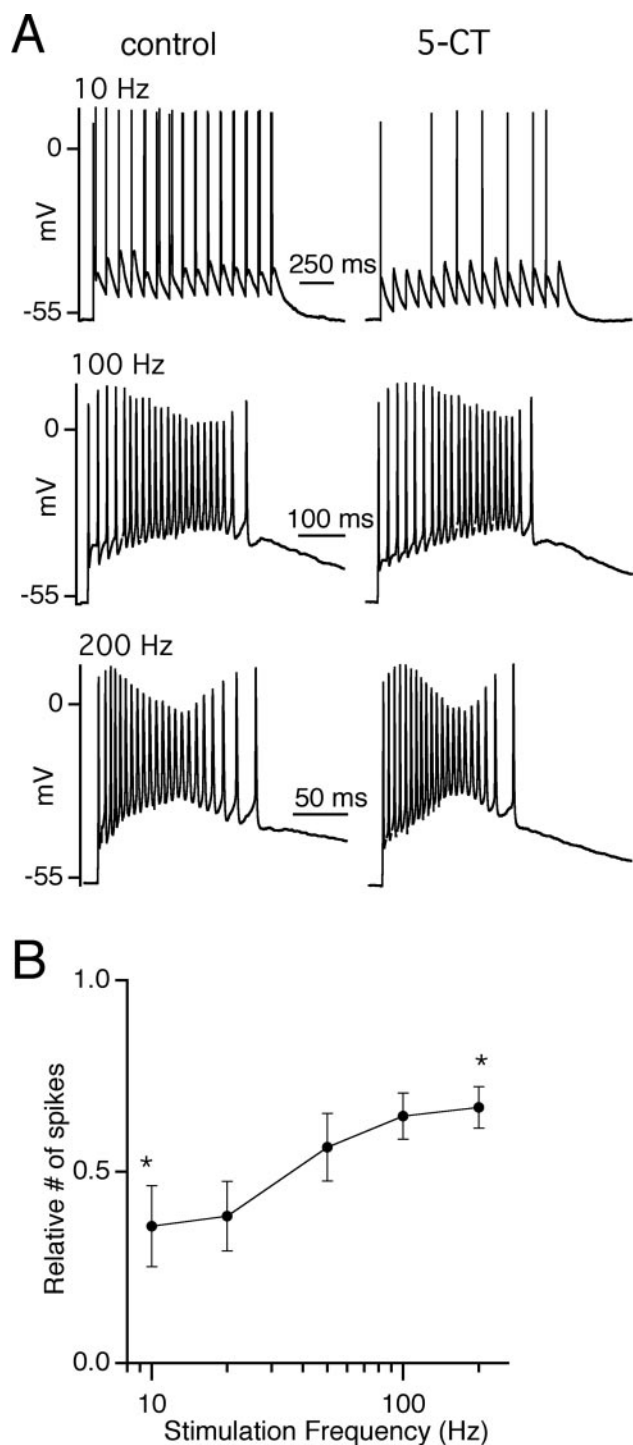 A
control 5-CT
10 Hz
0
mV
-55
250 ms
100 Hz
0
mV
-55
100 ms
200 Hz
0
mV
-55
50 ms
B
1.0
*
Relative # of spikes
0.5
*
0.0
10 100
Stimulation Frequency (Hz)